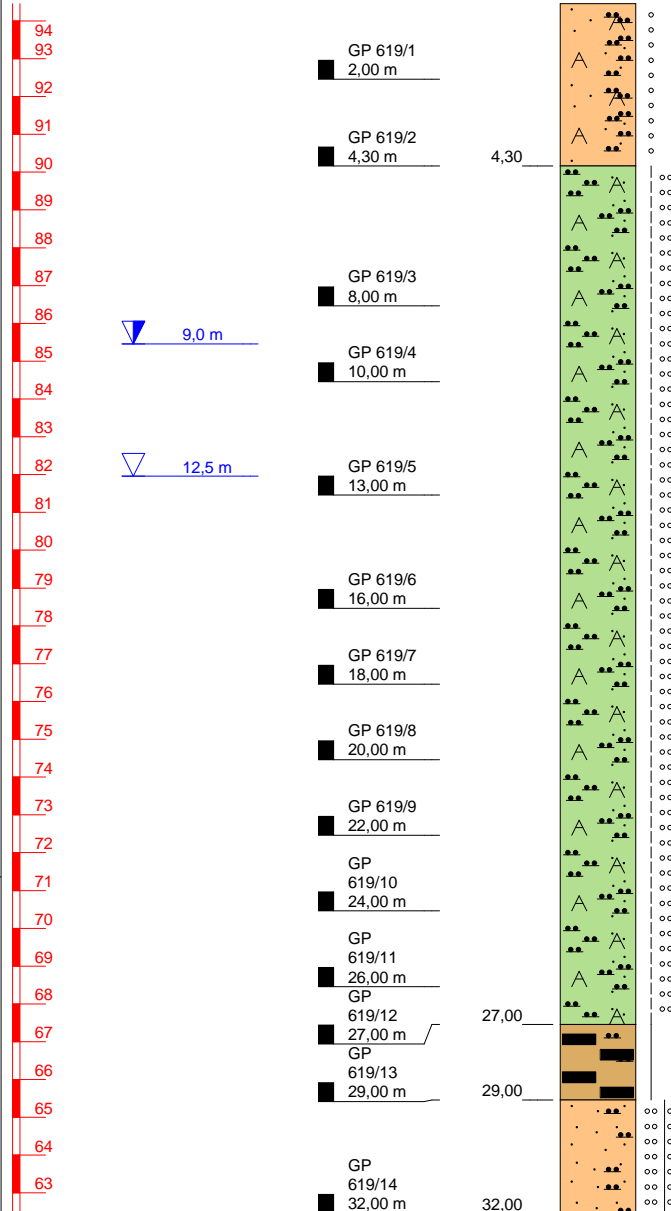 94
93
92
91
90
89
88
87
86
85
84
83
82
81
80
79
78
77
76
75
74
73
72
71
70
69
68
67
66
65
64
63
9,0 m
12,5 m
GP 619/1
2,00 m
GP 619/2
4,30 m
GP 619/3
8,00 m
GP 619/4
10,00 m
GP 619/5
13,00 m
GP 619/6
16,00 m
GP 619/7
18,00 m
GP 619/8
20,00 m
GP 619/9
22,00 m
GP
619/10
24,00 m
GP
619/11
26,00 m
GP
619/12
27,00 m
GP
619/13
29,00 m
GP
619/14
32,00 m
4,30
27,00
29,00
32,00